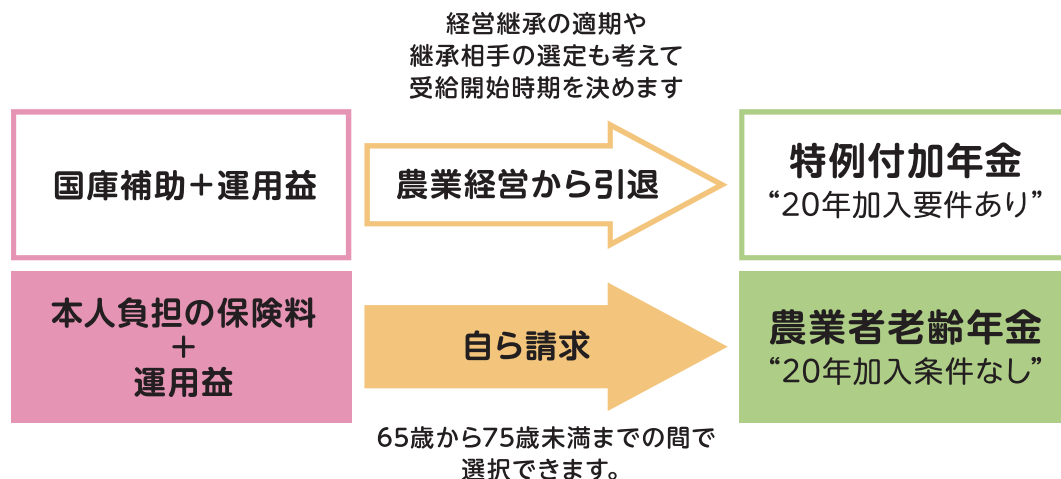 経営継承の適期や
継承相手の選定も考えて
受給開始時期を決めます
国庫補助+運用益
農業経営から引退
特例付加年金
“20年加入要件あり”
本人負担の保険料
+
運用益
自ら請求
農業者老齢年金
“20年加入条件なし”
65歳から75歳未満までの間で
選択できます。